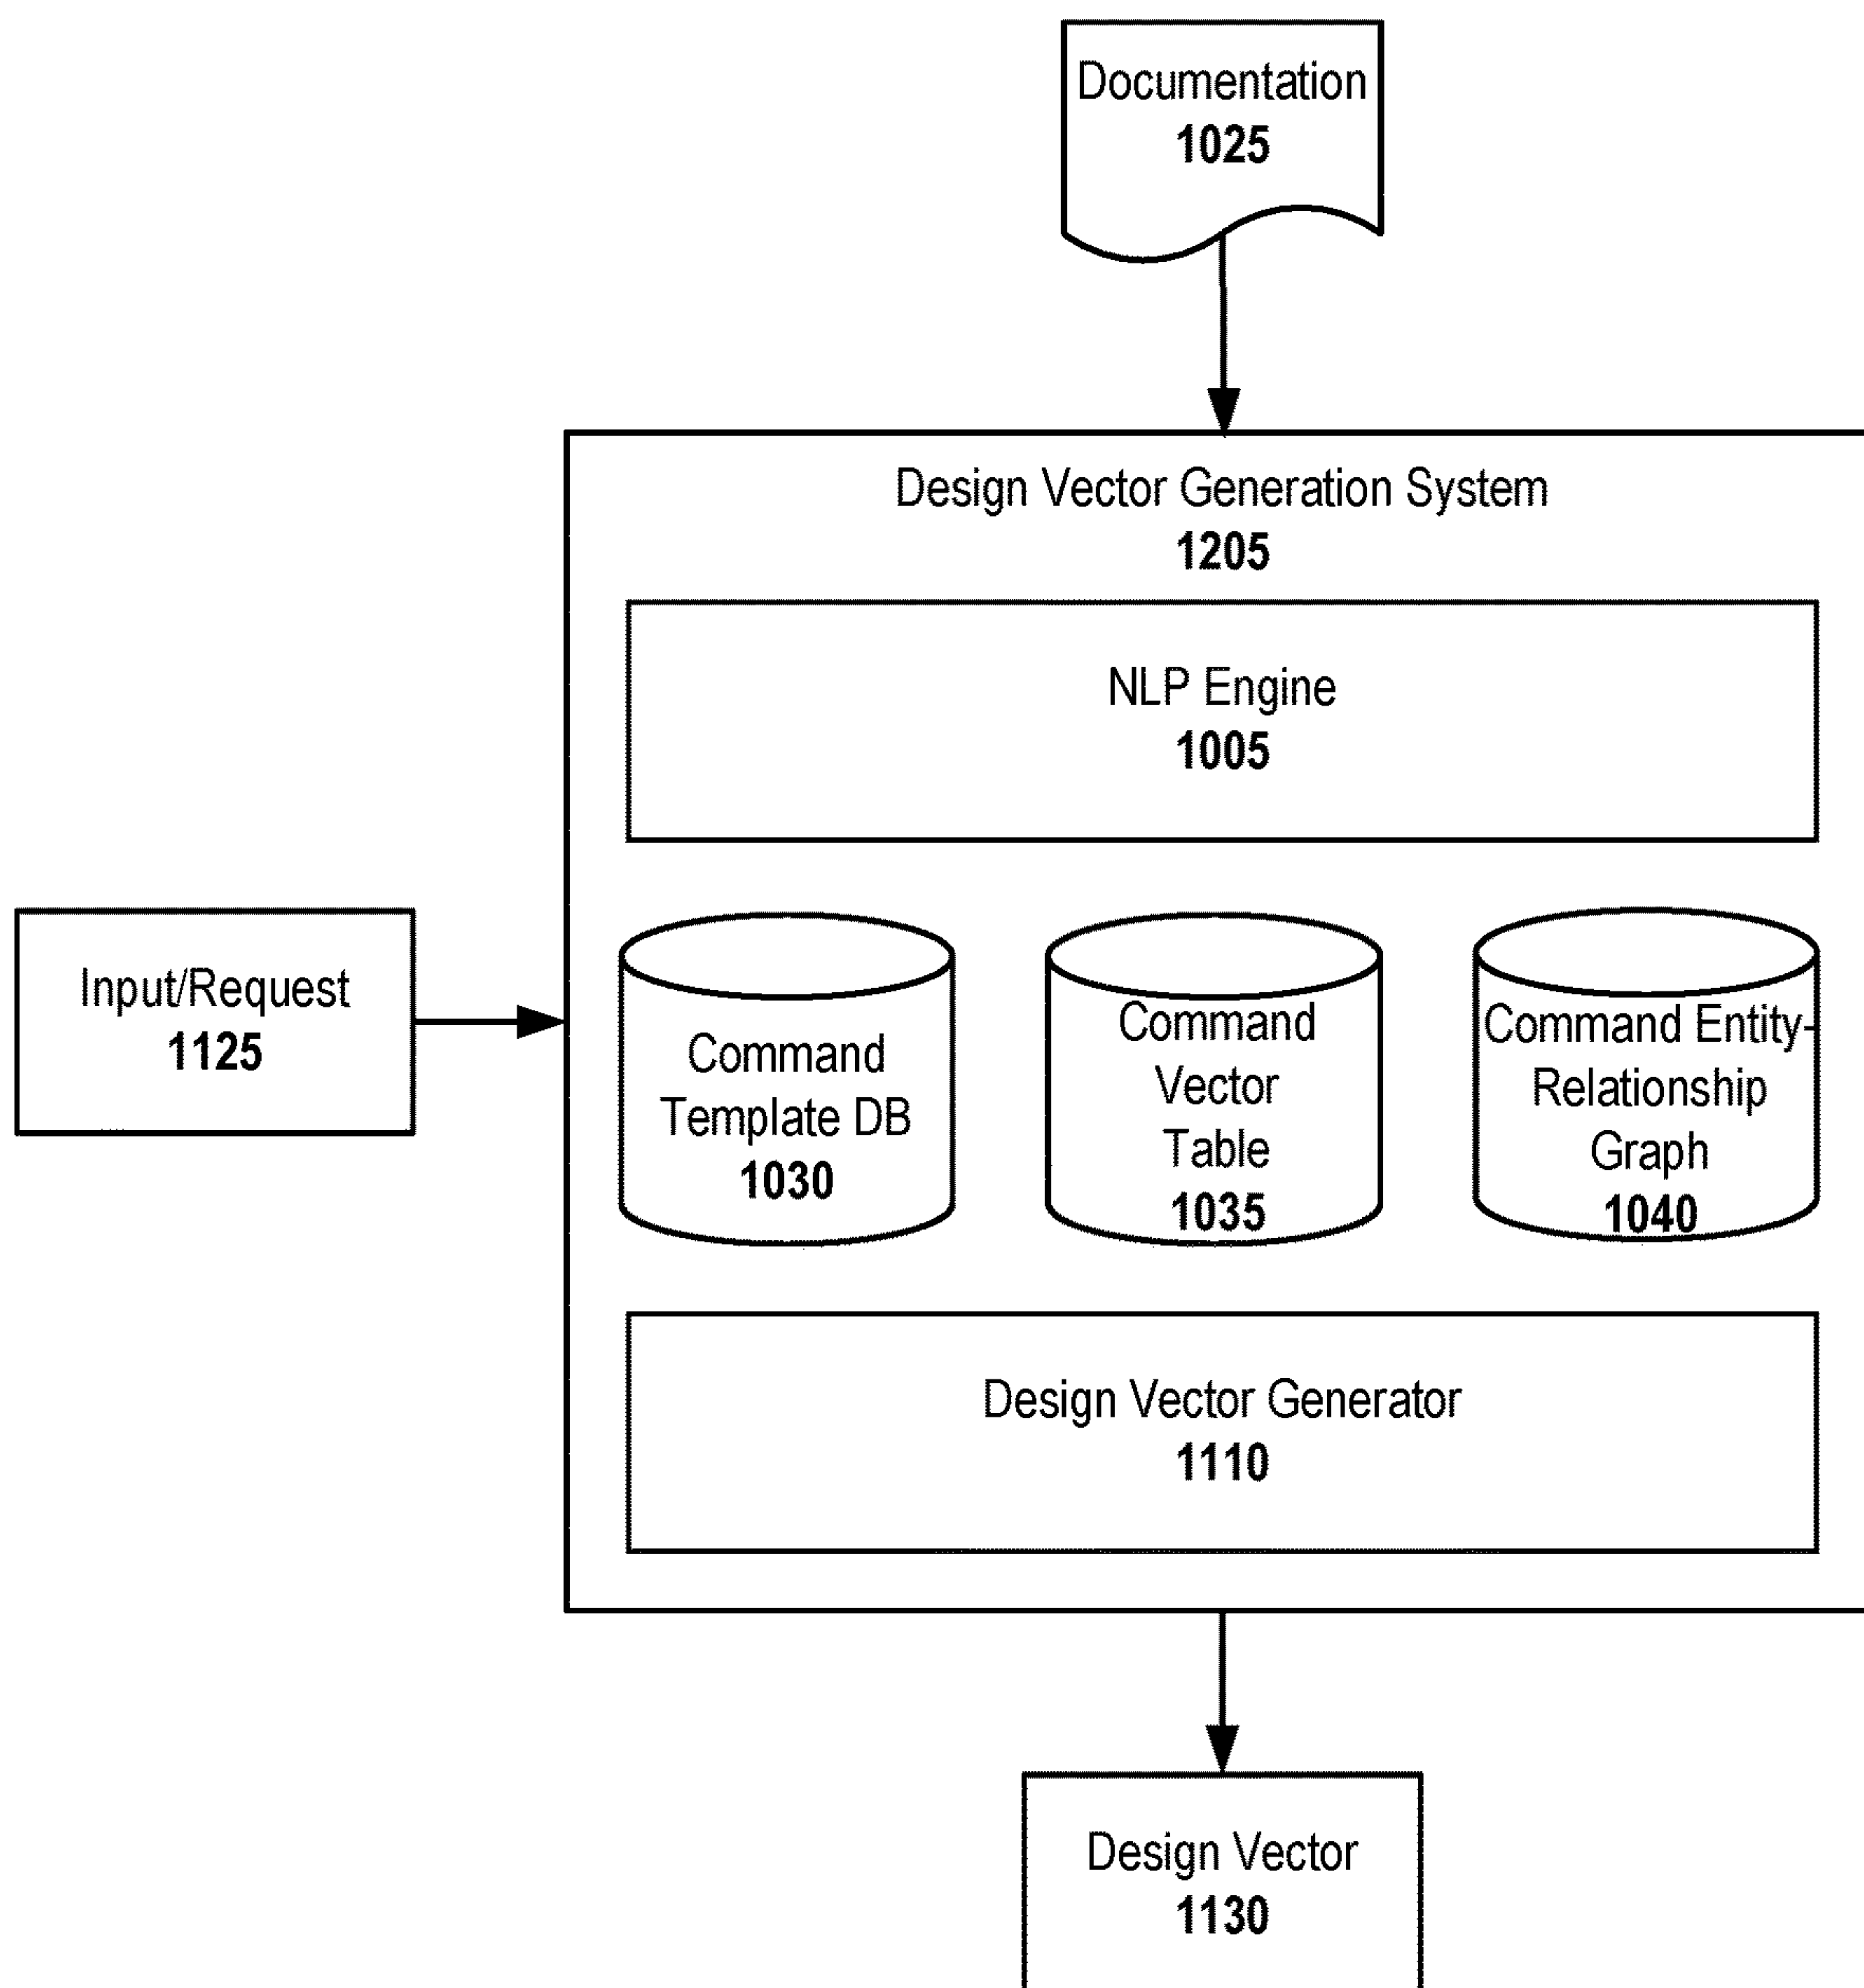 Documentation
1025
Design Vector Generation System
1205
NLP Engine
1005
Input/Request
1125
Command
Template DB
1030
Command
Vector
Table
1035
Command Entity-
Relationship
Graph
1040
Design Vector Generator
1110
Design Vector
1130